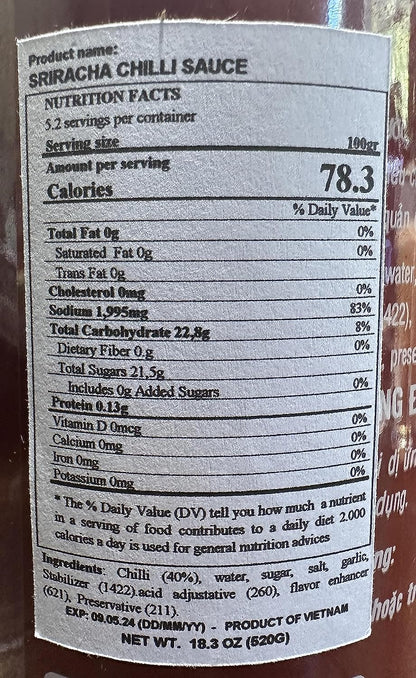 Product name:
SRIRACHA CHILLI SAUCE
NUTRITION FACTS
5.2 servings per container
Serving size 100gr
Amount per serving
Calories 78.3
% Daily Value*
Total Fat 0g 0%
Saturated Fat 0g 0%
Trans Fat 0g
Cholesterol 0mg 0%
Sodium 1,995mg 83%
Total Carbohydrate 22,8g 8%
Dietary Fiber 0.g 0%
Total Sugars 21.5g
Includes 0g Added Sugars 0%
Protein 0.13g
Vitamin D 0mcg 0%
Calcium 0mg 0%
Iron 0mg 0%
Potassium 0mg 0%
* The % Daily Value (DV) tell you how much a nutrient
in a serving of food contributes to a daily diet 2.000
calories a day is used for general nutrition advices
Ingredients: Chilli (40%), water, sugar, salt, garlic,
Stabilizer (1422).acid adjustative (260), flavor enhancer
(621), Preservative (211).
EXP: 09.05.24 (DD/MM/YY) - PRODUCT OF VIETNAM
NET WT. 18.3 OZ (520G)
water,